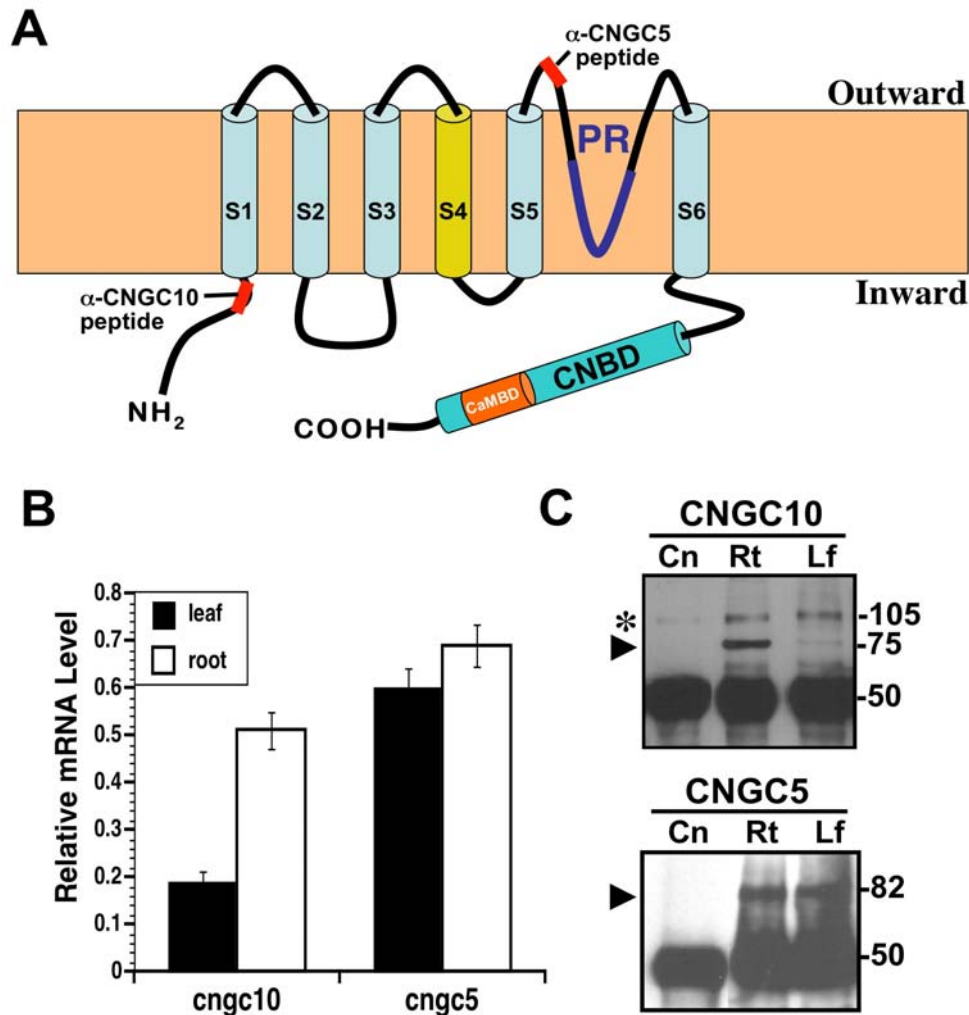 A
α-CNGC5
peptide
Outward
PR
S1 S2 S3 S4 S5 S6
α-CNGC10
peptide
Inward
NH2
CNBD
CaMBD
COOH
B
Relative mRNA Level
0.8
0.7
0.6
0.5
0.4
0.3
0.2
0.1
0
leaf
root
cngc10 cngc5
C
CNGC10
Cn Rt Lf
*
-105
-75
-50
CNGC5
Cn Rt Lf
-82
-50